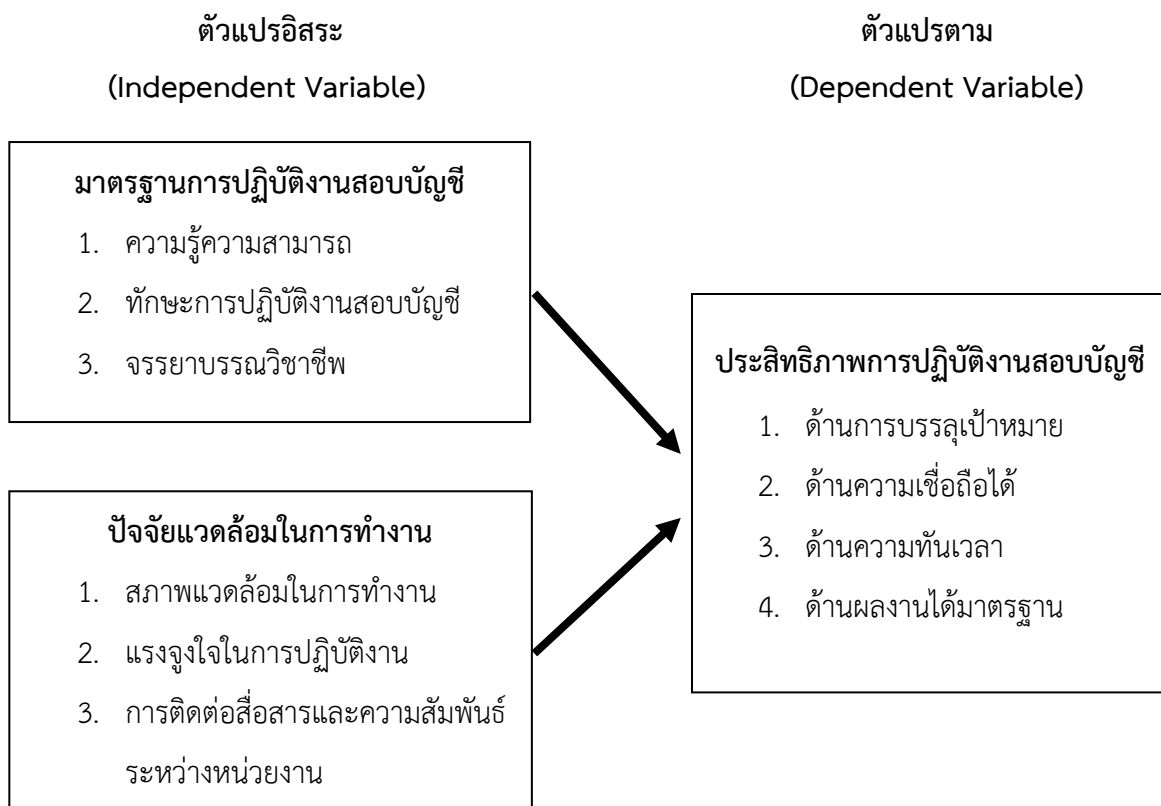 ตัวแปรอิสระ
(Independent Variable)
ตัวแปรตาม
(Dependent Variable)
มาตรฐานการปฏิบัติงานสอบบัญชี
1. ความรู้ความสามารถ
2. ทักษะการปฏิบัติงานสอบบัญชี
3. จรรยาบรรณวิชาชีพ
ปัจจัยแวดล้อมในการทำงาน
1. สภาพแวดล้อมในการทำงาน
2. แรงจูงใจในการปฏิบัติงาน
3. การติดต่อสื่อสารและความสัมพันธ์
ระหว่างหน่วยงาน
ประสิทธิภาพการปฏิบัติงานสอบบัญชี
1. ด้านการบรรลุเป้าหมาย
2. ด้านความเชื่อถือได้
3. ด้านความทันเวลา
4. ด้านผลงานได้มาตรฐาน